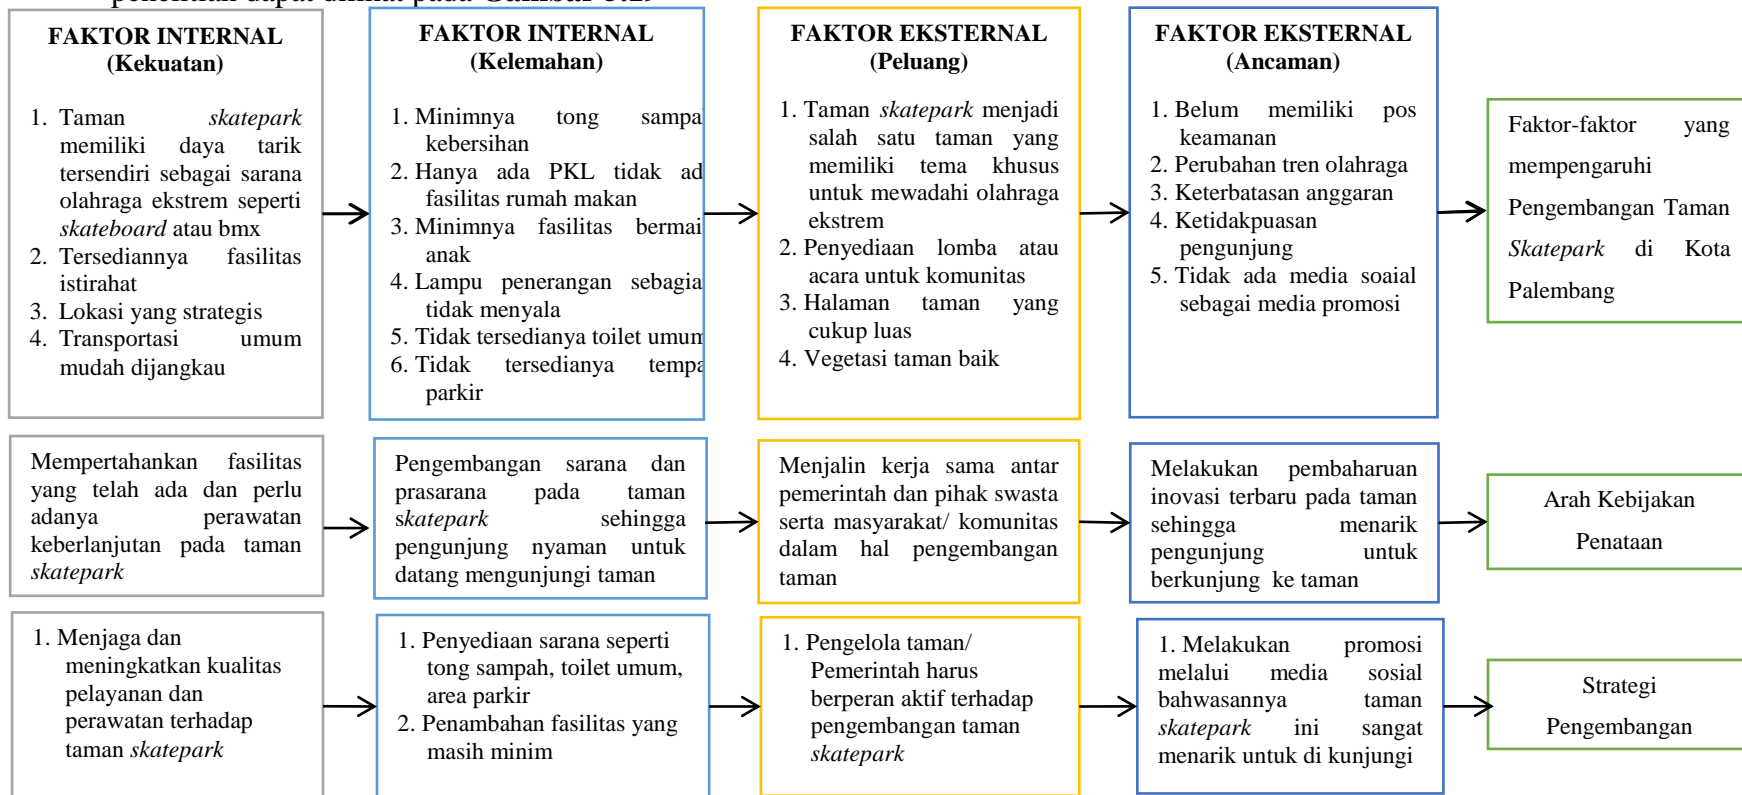 FAKTOR INTERNAL
(Kekuatan)
1. Taman skatepark
memiliki daya tarik
tersendiri sebagai sarana
olahraga ekstrem seperti
skateboard atau bmx
2. Tersediannya fasilitas
istirahat
3. Lokasi yang strategis
4. Transportasi umum
mudah dijangkau
FAKTOR INTERNAL
(Kelemahan)
1. Minimnya tong sampa
kebersihan
2. Hanya ada PKL tidak ad
fasilitas rumah makan
3. Minimnya fasilitas bermai
anak
4. Lampu penerangan sebagia
tidak menyala
5. Tidak tersedianya toilet umum
6. Tidak tersedianya tempa
parkir
FAKTOR EKSTERNAL
(Peluang)
1. Taman skatepark menjadi
salah satu taman yang
memiliki tema khusus
untuk mewadahi olahraga
ekstrem
2. Penyediaan lomba atau
acara untuk komunitas
3. Halaman taman yang
cukup luas
4. Vegetasi taman baik
FAKTOR EKSTERNAL
(Ancaman)
1. Belum memiliki pos
keamanan
2. Perubahan tren olahraga
3. Keterbatasan anggaran
4. Ketidakpuasan
pengunjung
5. Tidak ada media soaial
sebagai media promosi
Faktor-faktor yang
mempengaruhi
Pengembangan Taman
Skatepark di Kota
Palembang
Mempertahankan fasilitas
yang telah ada dan perlu
adanya perawatan
keberlanjutan pada taman
skatepark
Pengembangan sarana dan
prasarana pada taman
skatepark sehingga
pengunjung nyaman untuk
datang mengunjungi taman
Menjalin kerja sama antar
pemerintah dan pihak swasta
serta masyarakat/ komunitas
dalam hal pengembangan
taman
Melakukan pembaharuan
inovasi terbaru pada taman
sehingga menarik
pengunjung untuk
berkunjung ke taman
Arah Kebijakan
Penataan
1. Menjaga dan
meningkatkan kualitas
pelayanan dan
perawatan terhadap
taman skatepark
1. Penyediaan sarana seperti
tong sampah, toilet umum,
area parkir
2. Penambahan fasilitas yang
masih minim
1. Pengelola taman/
Pemerintah harus
berperan aktif terhadap
pengembangan taman
skatepark
1. Melakukan promosi
melalui media sosial
bahwasannya taman
skatepark ini sangat
menarik untuk di kunjungi
Strategi
Pengembangan